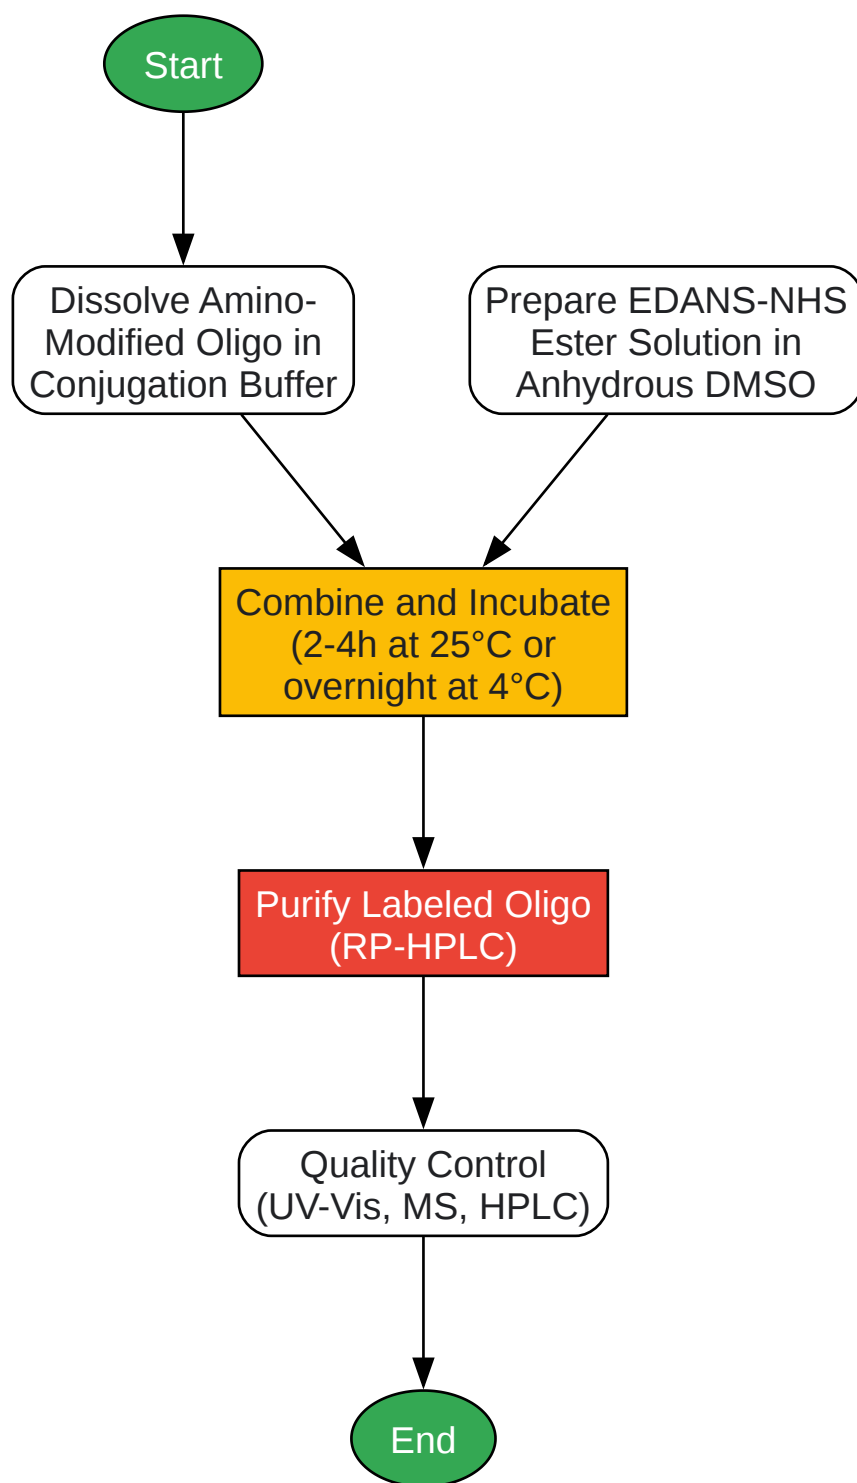 Start
Dissolve Amino-
Modified Oligo in
Conjugation Buffer
Prepare EDANS-NHS
Ester Solution in
Anhydrous DMSO
Combine and Incubate
(2-4h at 25°C or
overnight at 4°C)
Purify Labeled Oligo
(RP-HPLC)
Quality Control
(UV-Vis, MS, HPLC)
End